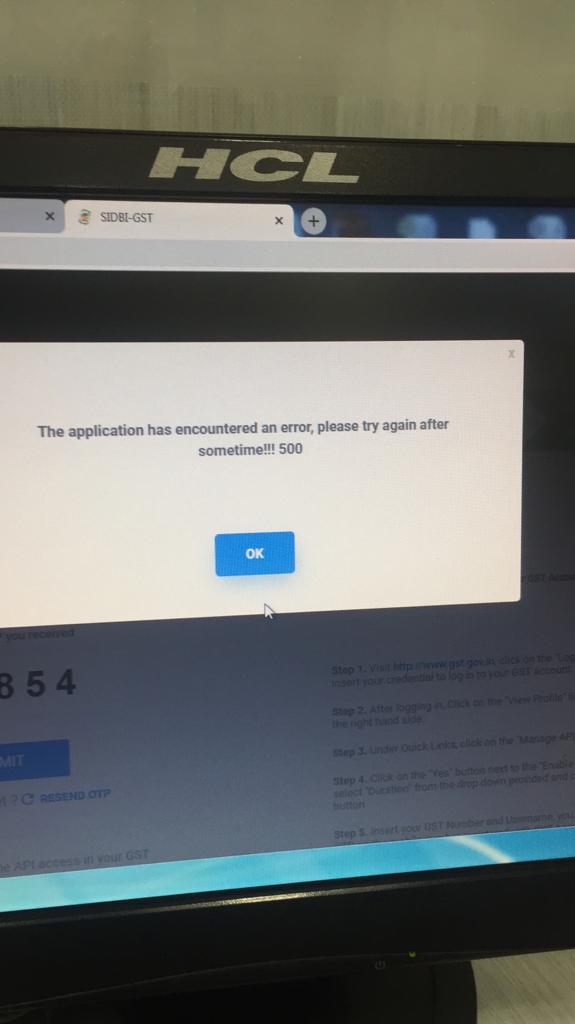 HCL
SIDBI-GST
The application has encountered an error, please try again after
sometime!!! 500
OK
you received
8 5 4
MIT
RESEND OTP
API access in your GST
Step 1. Visit http://www.gst.gov.in, click on the "Log
insert your credential to log in to your GST account
Step 2. After logging in, Click on the "View Profile"
the right hand side.
Step 3. Under Quick Links, click on the "Manage API
Step 4. Click on the "Yes" button next to the "Enable
select "Duration" from the drop down provided and
button
Step 5. Insert your GST Number and Username, you